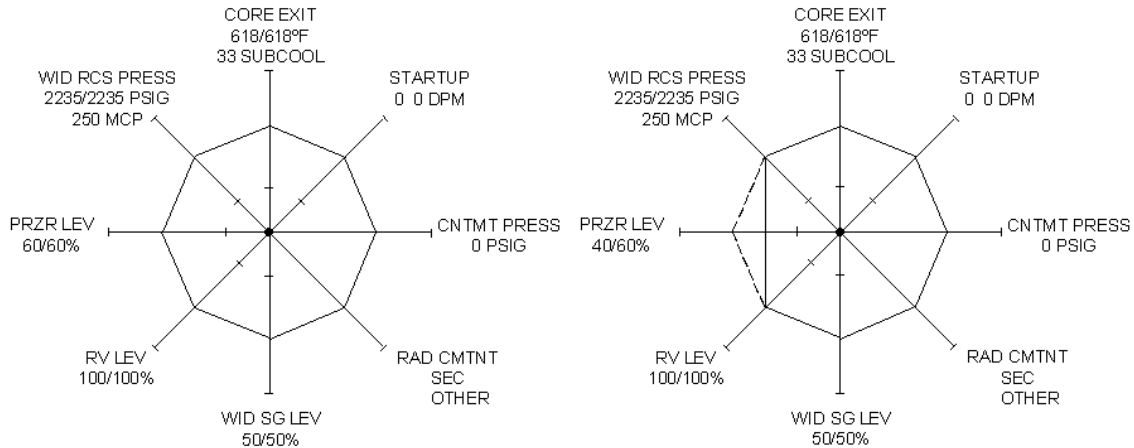 CORE EXIT
618/618ºF
33 SUBCOOL
WID RCS PRESS
2235/2235 PSIG
250 MCP
STARTUP
0 0 DPM
PRZR LEV
60/60%
CNTMT PRESS
0 PSIG
RV LEV
100/100%
RAD CMTNT
SEC
OTHER
WID SG LEV
50/50%
CORE EXIT
618/618ºF
33 SUBCOOL
WID RCS PRESS
2235/2235 PSIG
250 MCP
STARTUP
0 0 DPM
PRZR LEV
40/60%
CNTMT PRESS
0 PSIG
RV LEV
100/100%
RAD CMTNT
SEC
OTHER
WID SG LEV
50/50%